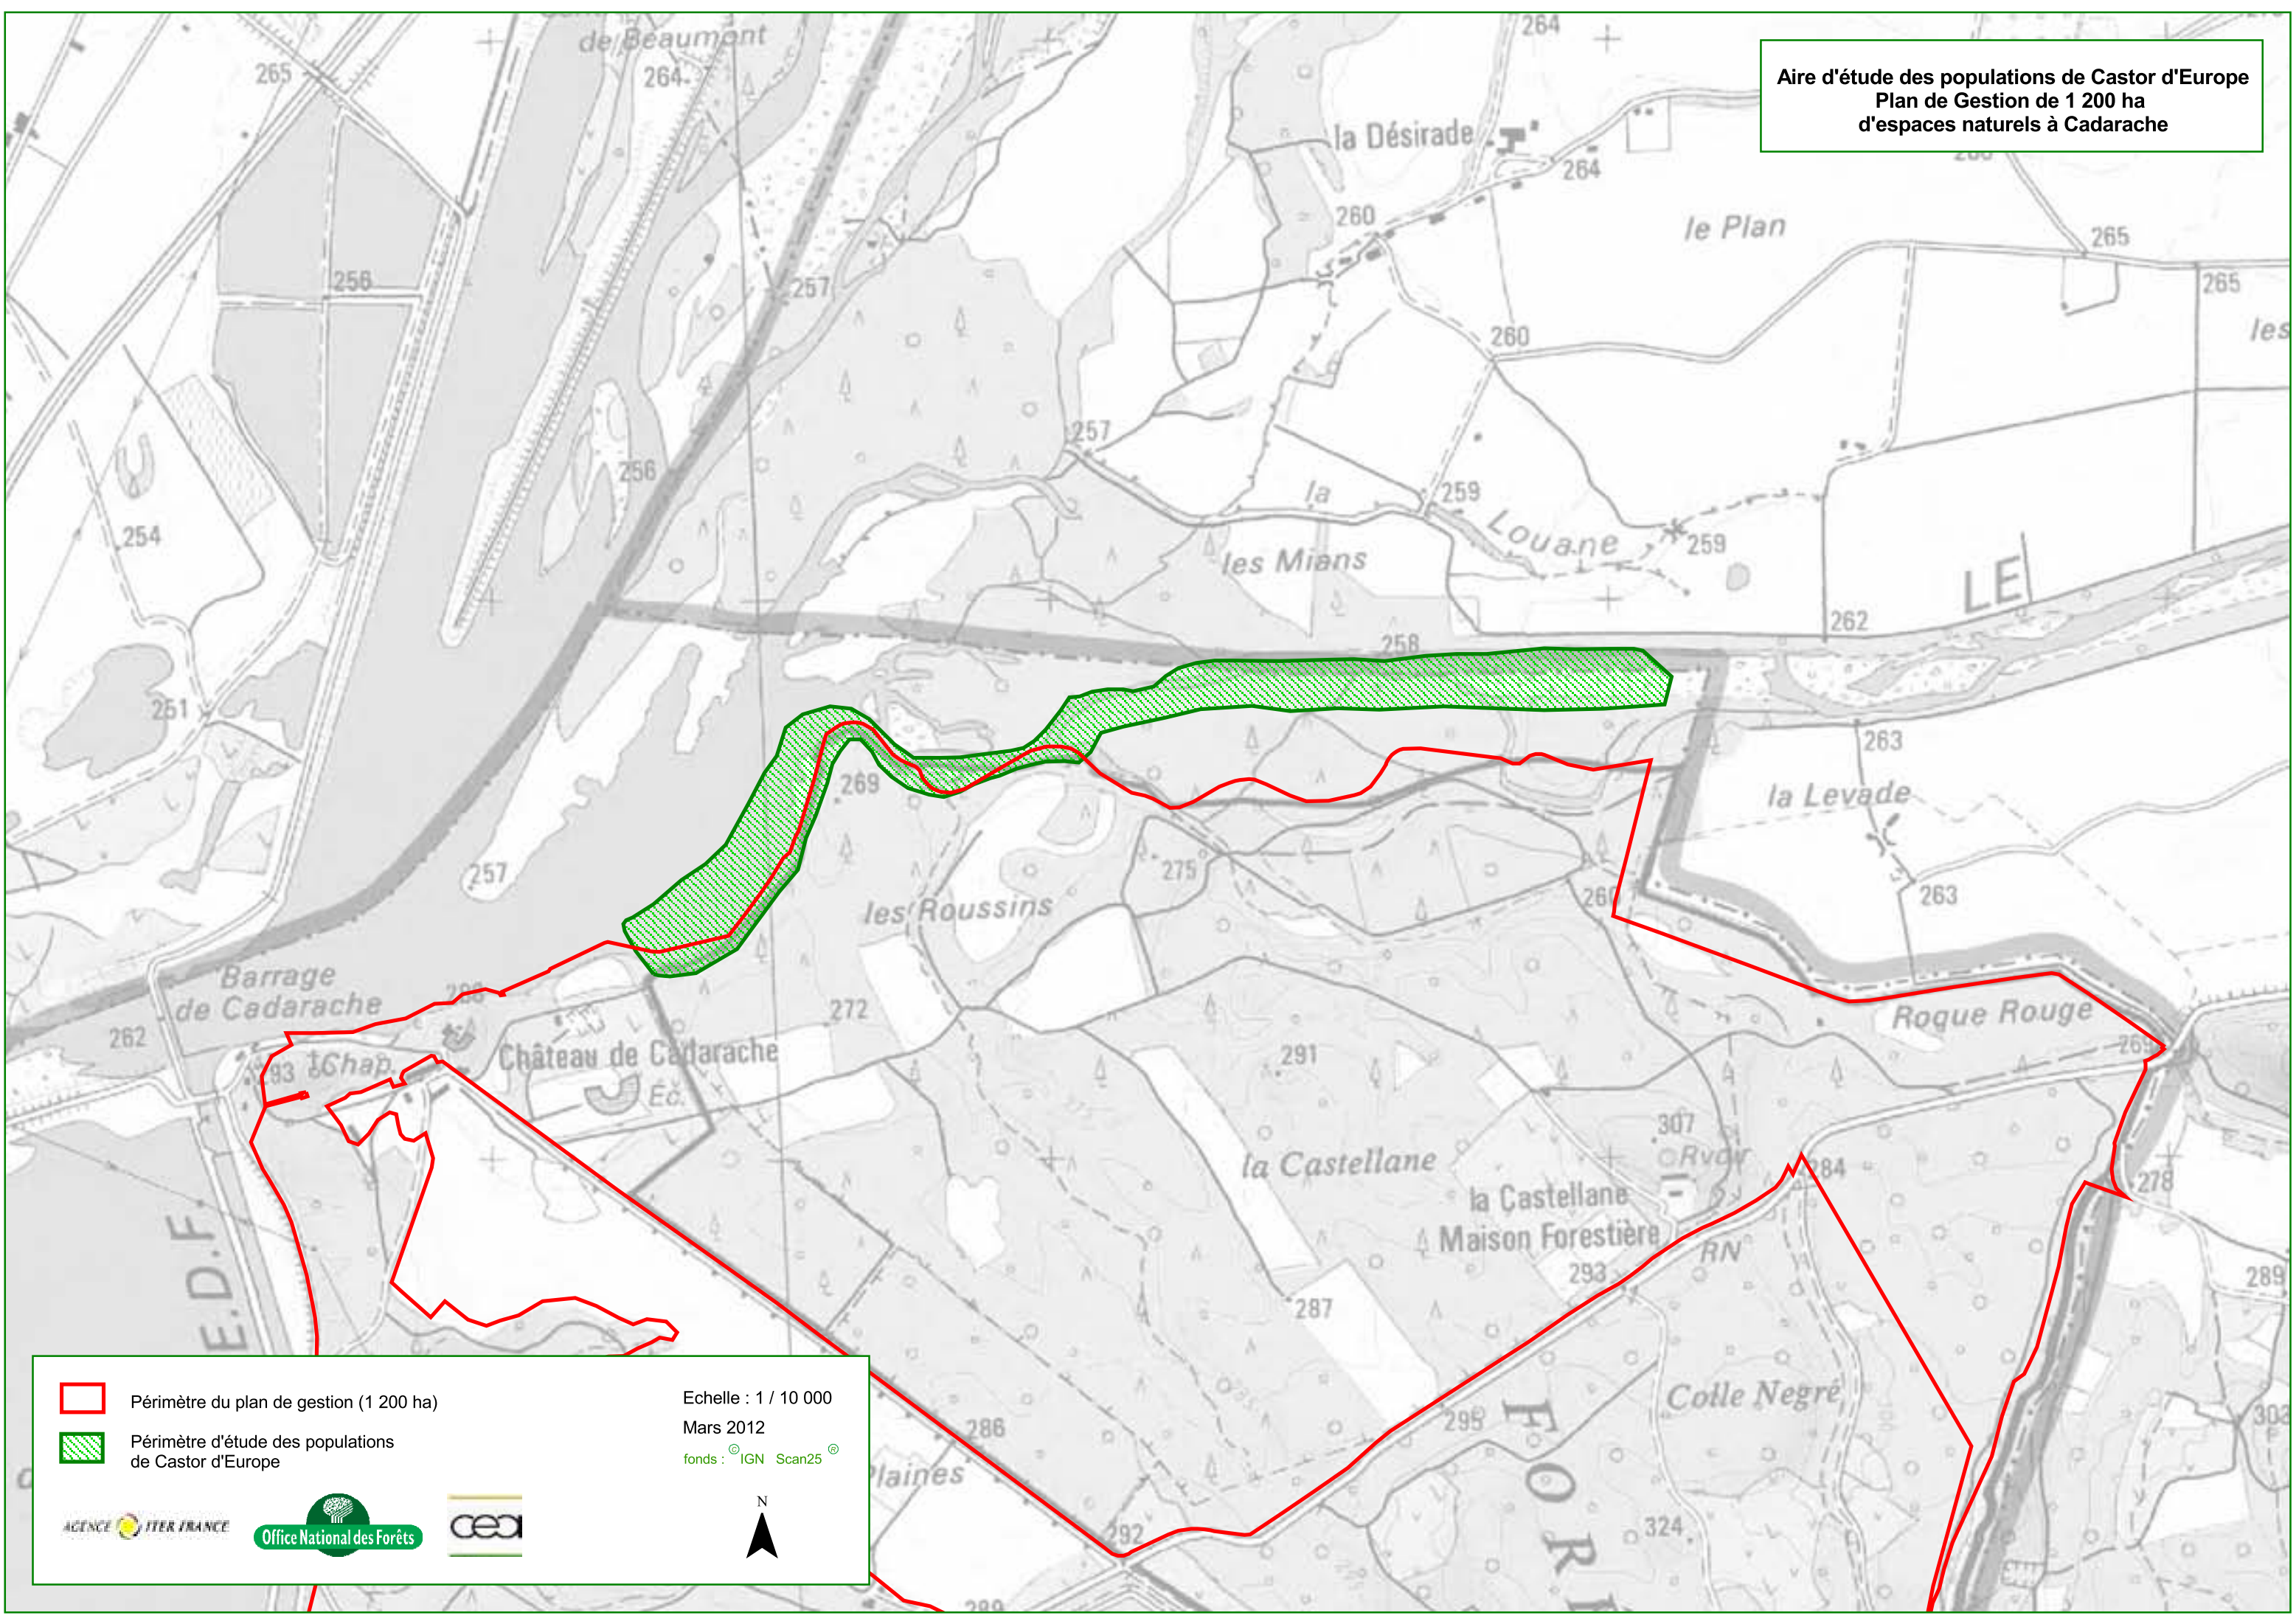 de Beaumont
264
265
264
Aire d'étude des populations de Castor d'Europe
Plan de Gestion de 1 200 ha
d'espaces naturels à Cadarache
la Désirade
264
260
le Plan
265
256
257
265
260
les
257
256
la
259
254
Louane
259
les Mians
LE
262
258
251
263
269
la Levade
257
275
263
les Roussins
Barrage
de Cadarache
272
Roque Rouge
262
Château de Cadarache
291
Chap.
Éc.
307
Rvoir
la Castellane
284
278
la Castellane
Maison Forestière
RN
E.D.F
293
289
287
Colle Negre
295
286
Plaines
FOR
292
324
303
289
Périmètre du plan de gestion (1 200 ha)
Périmètre d'étude des populations
de Castor d'Europe
Echelle : 1 / 10 000
Mars 2012
fonds : © IGN Scan25 ®
N
AGENCE ITER FRANCE
Office National des Forêts
cea